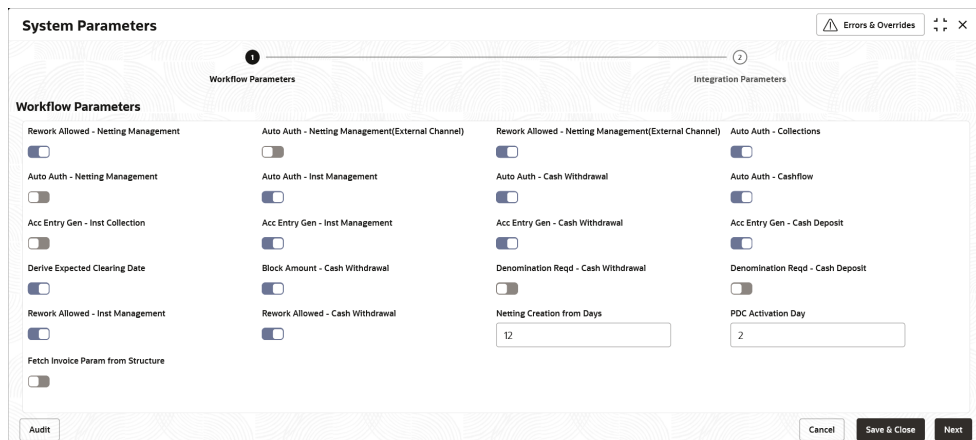 System Parameters
Errors & Overrides
1
2
Workflow Parameters
Integration Parameters
Workflow Parameters
Rework Allowed - Netting Management
Auto Auth - Netting Management(External Channel)
Rework Allowed - Netting Management(External Channel)
Auto Auth - Collections
Auto Auth - Netting Management
Auto Auth - Inst Management
Auto Auth - Cash Withdrawal
Auto Auth - Cashflow
Acc Entry Gen - Inst Collection
Acc Entry Gen - Inst Management
Acc Entry Gen - Cash Withdrawal
Acc Entry Gen - Cash Deposit
Derive Expected Clearing Date
Block Amount - Cash Withdrawal
Denomination Reqd - Cash Withdrawal
Denomination Reqd - Cash Deposit
Rework Allowed - Inst Management
Rework Allowed - Cash Withdrawal
Netting Creation from Days
PDC Activation Day
12
2
Fetch Invoice Param from Structure
Audit
Cancel
Save & Close
Next